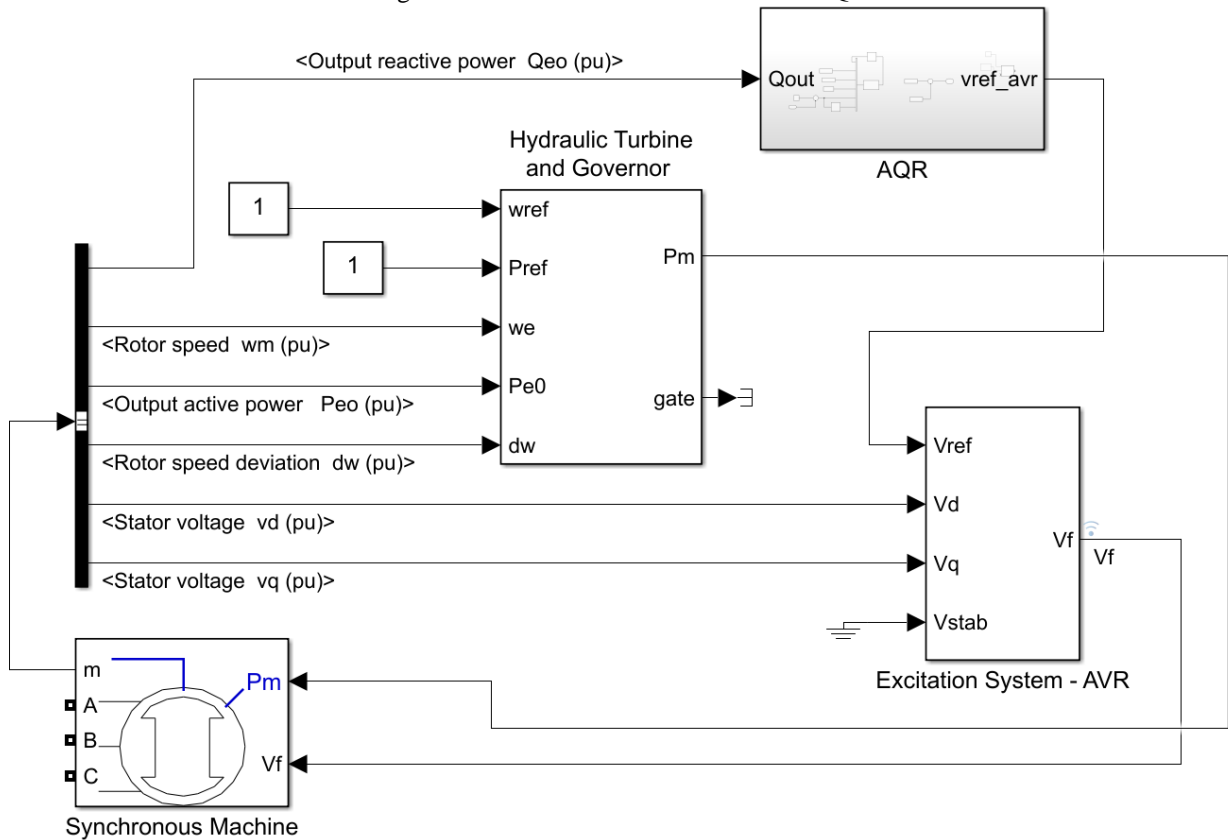 <Output reactive power Qeo (pu)>
Qout
vref_avr
AQR
Hydraulic Turbine
and Governor
1
wref
1
Pref
Pm
<Rotor speed wm (pu)>
we
<Output active power Peo (pu)>
Pe0
gate
<Rotor speed deviation dw (pu)>
dw
Vref
<Stator voltage vd (pu)>
Vd
Vf
Vf
<Stator voltage vq (pu)>
Vq
Vstab
Excitation System - AVR
m
Pm
A
B
Vf
C
Synchronous Machine